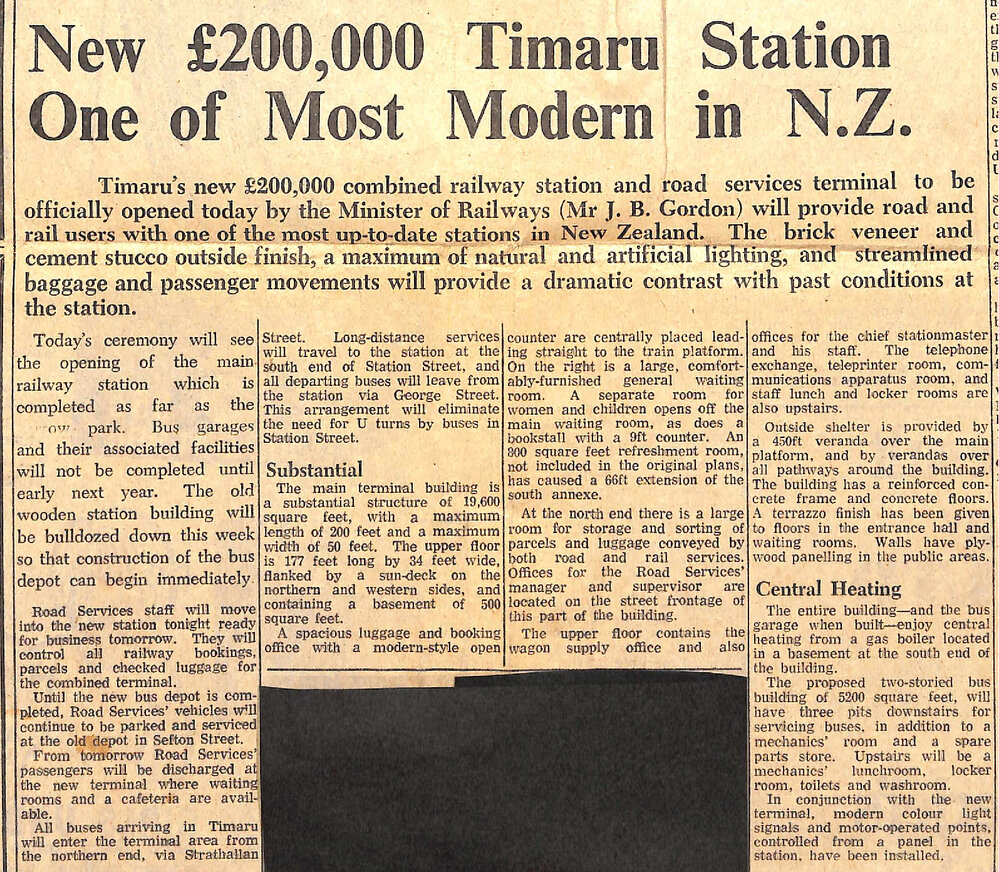 New £200,000 Timaru Station
One of Most Modern in N.Z.
Timaru's new £200,000 combined railway station and road services terminal to be
officially opened today by the Minister of Railways (Mr J. B. Gordon) will provide road and
rail users with one of the most up-to-date stations in New Zealand. The brick veneer and
cement stucco outside finish, a maximum of natural and artificial lighting, and streamlined
baggage and passenger movements will provide a dramatic contrast with past conditions at
the station.
Today's ceremony will see
the opening of the main
railway station which is
completed as far as the
park. Bus garages
and their associated facilities
will not be completed until
early next year. The old
wooden station building will
be bulldozed down this week
so that construction of the bus
depot can begin immediately.
Road Services staff will move
into the new station tonight ready
for business tomorrow. They will
control all railway bookings,
parcels and checked luggage for
the combined terminal.
Until the new bus depot is com-
pleted, Road Services' vehicles will
continue to be parked and serviced
at the old depot in Sefton Street.
From tomorrow Road Services'
passengers will be discharged at
the new terminal where waiting
rooms and a cafeteria are avail-
able.
All buses arriving in Timaru
will enter the terminal area from
the northern end, via Strathallan
Street. Long-distance services
will travel to the station at the
south end of Station Street, and
all departing buses will leave from
the station via George Street.
This arrangement will eliminate
the need for U turns by buses in
Station Street.
Substantial
The main terminal building is
a substantial structure of 19,600
square feet, with a maximum
length of 200 feet and a maximum
width of 50 feet. The upper floor
is 177 feet long by 34 feet wide,
flanked by a sun-deck on the
northern and western sides, and
containing a basement of 500
square feet.
A spacious luggage and booking
office with a modern-style open
counter are centrally placed lead-
ing straight to the train platform.
On the right is a large, comfort-
ably-furnished general waiting
room. A separate room for
women and children opens off the
main waiting room, as does a
bookstall with a 9ft counter. An
800 square feet refreshment room,
not included in the original plans,
has caused a 66ft extension of the
south annexe.
At the north end there is a large
room for storage and sorting of
parcels and luggage conveyed by
both road and rail services.
Offices for the Road Services'
manager and supervisor are
located on the street frontage of
this part of the building.
The upper floor contains the
wagon supply office and also
offices for the chief stationmaster
and his staff. The telephone
exchange, teleprinter room, com-
munications apparatus room, and
staff lunch and locker rooms are
also upstairs.
Outside shelter is provided by
a 450ft veranda over the main
platform, and by verandas over
all pathways around the building.
The building has a reinforced con-
crete frame and concrete floors.
A terrazzo finish has been given
to floors in the entrance hall and
waiting rooms. Walls have ply-
wood panelling in the public areas.
Central Heating
The entire building—and the bus
garage when built—enjoy central
heating from a gas boiler located
in a basement at the south end of
the building.
The proposed two-storied bus
building of 5200 square feet, will
have three pits downstairs for
servicing buses, in addition to a
mechanics' room and a spare
parts store. Upstairs will be a
mechanics' lunchroom, locker
room, toilets and washroom.
In conjunction with the new
terminal, modern colour light
signals and motor-operated points,
controlled from a panel in the
station, have been installed.